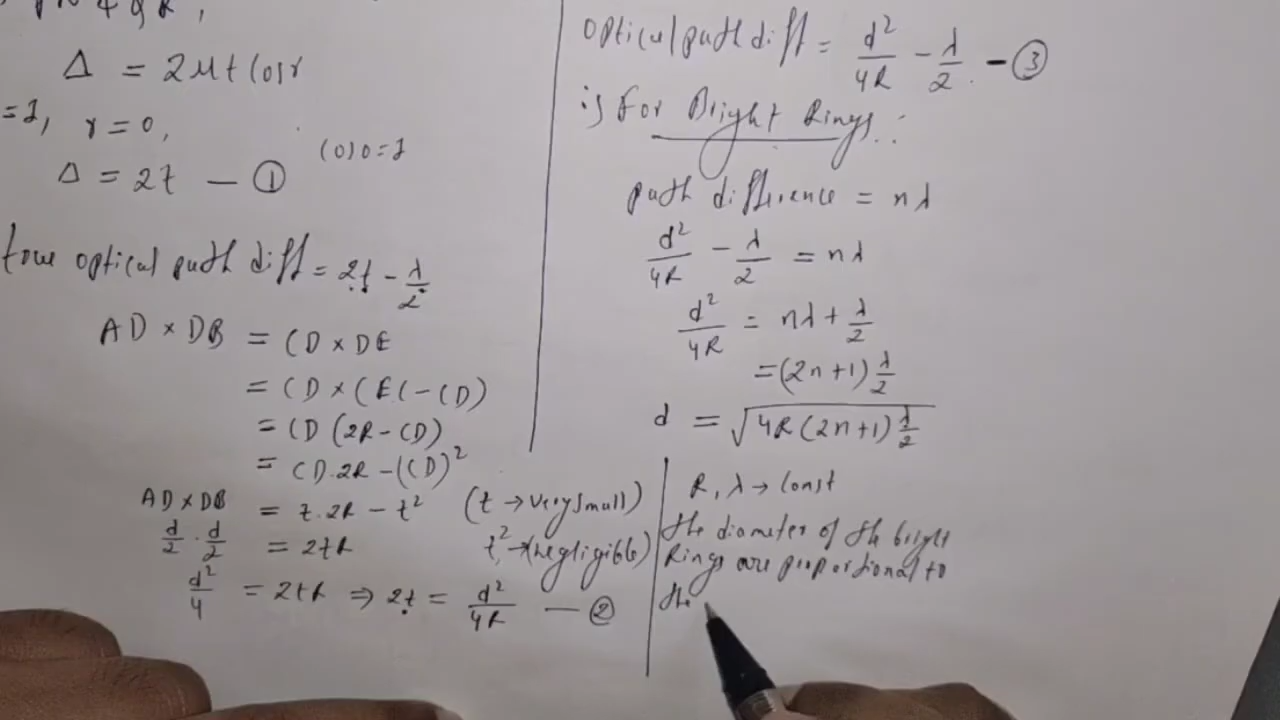 Δ = 2μt cosr
=1, r = 0,
cos0=1
Δ = 2t — ①
true optical path diff = 2t - λ/2
AD × DB = CD × DE
= CD × (EC - CD)
= CD (2R - CD)
= CD.2R - (CD)²
AD × DB = t.2R - t² (t → very small)
d/2 . d/2 = 2tR t² → (negligible)
d²/4 = 2tR ⇒ 2t = d²/4R — ②
optical path diff = d²/4R - λ/2. - ③
is For Bright Rings :
path difference = nλ
d²/4R - λ/2 = nλ
d²/4R = nλ + λ/2
= (2n+1) λ/2
d = √4R(2n+1) λ/2
R, λ → const
the diameter of the bright
Rings are proportional to
the